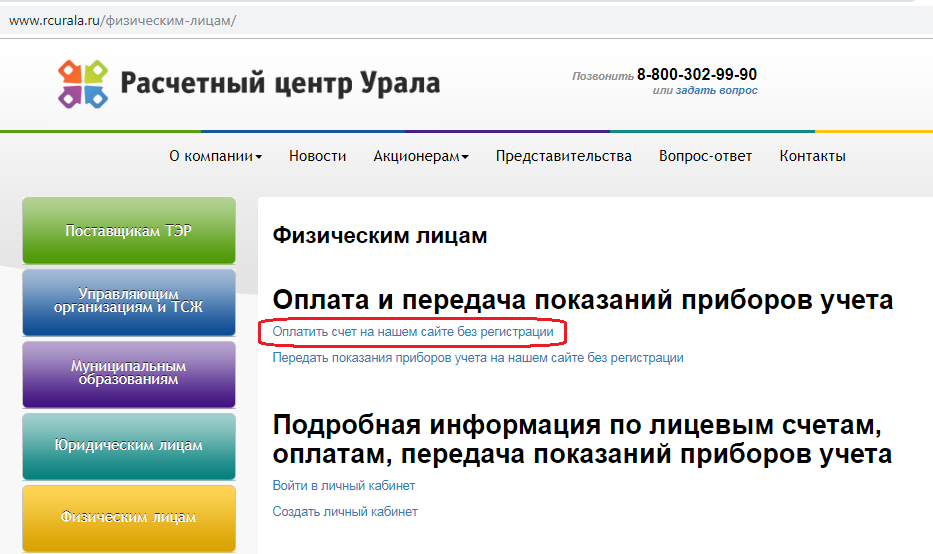 www.rcurala.ru/физическим-лицам/
Расчетный центр Урала
Позвонить 8-800-302-99-90
или задать вопрос
О компании Новости Акционерам Представительства Вопрос-ответ Контакты
Поставщикам ТЭР
Управляющим
организациям и ТСЖ
Муниципальным
образованиям
Юридическим лицам
Физическим лицам
Физическим лицам
Оплата и передача показаний приборов учета
Оплатить счет на нашем сайте без регистрации
Передать показания приборов учета на нашем сайте без регистрации
Подробная информация по лицевым счетам,
оплатам, передача показаний приборов учета
Войти в личный кабинет
Создать личный кабинет